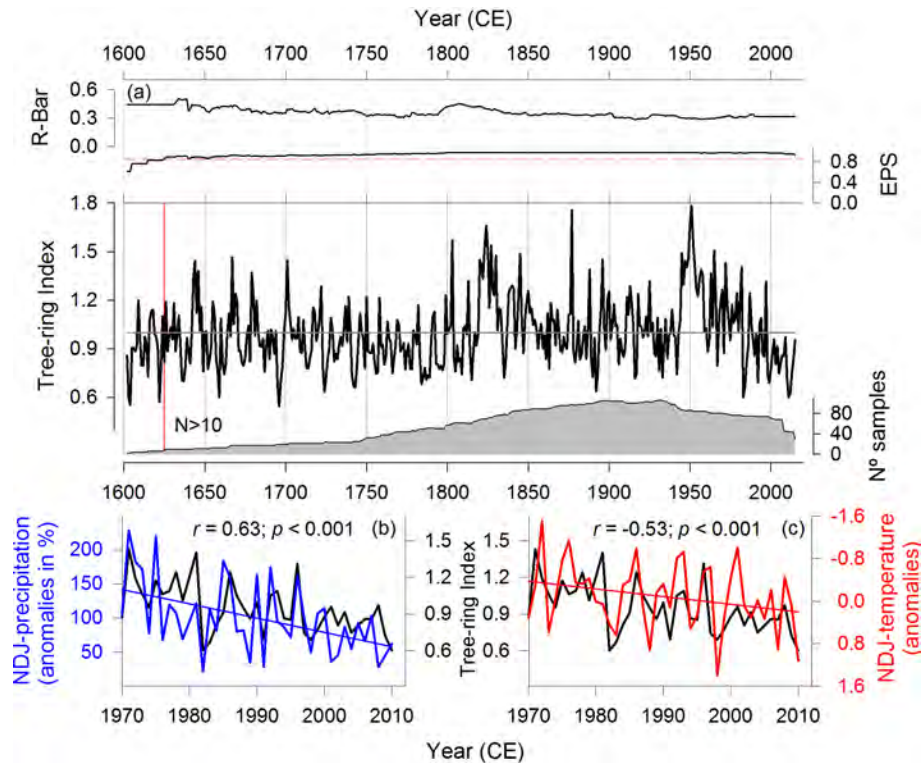 Year (CE)
1600 1650 1700 1750 1800 1850 1900 1950 2000
(a)
R-Bar
0.6
0.3
0.0
EPS
0.8
0.4
0.0
Tree-ring Index
1.8
1.5
1.2
0.9
0.6
N>10
Nº samples
80
40
0
1600 1650 1700 1750 1800 1850 1900 1950 2000
NDJ-precipitation
(anomalies in %)
200
150
100
50
r = 0.63; p < 0.001 (b)
1.5
1.2
0.9
0.6
Tree-ring Index
1970 1980 1990 2000 2010
1.5
1.2
0.9
0.6
r = -0.53; p < 0.001 (c)
-1.6
-0.8
0.0
0.8
1.6
NDJ-temperature
(anomalies)
1970 1980 1990 2000 2010
Year (CE)